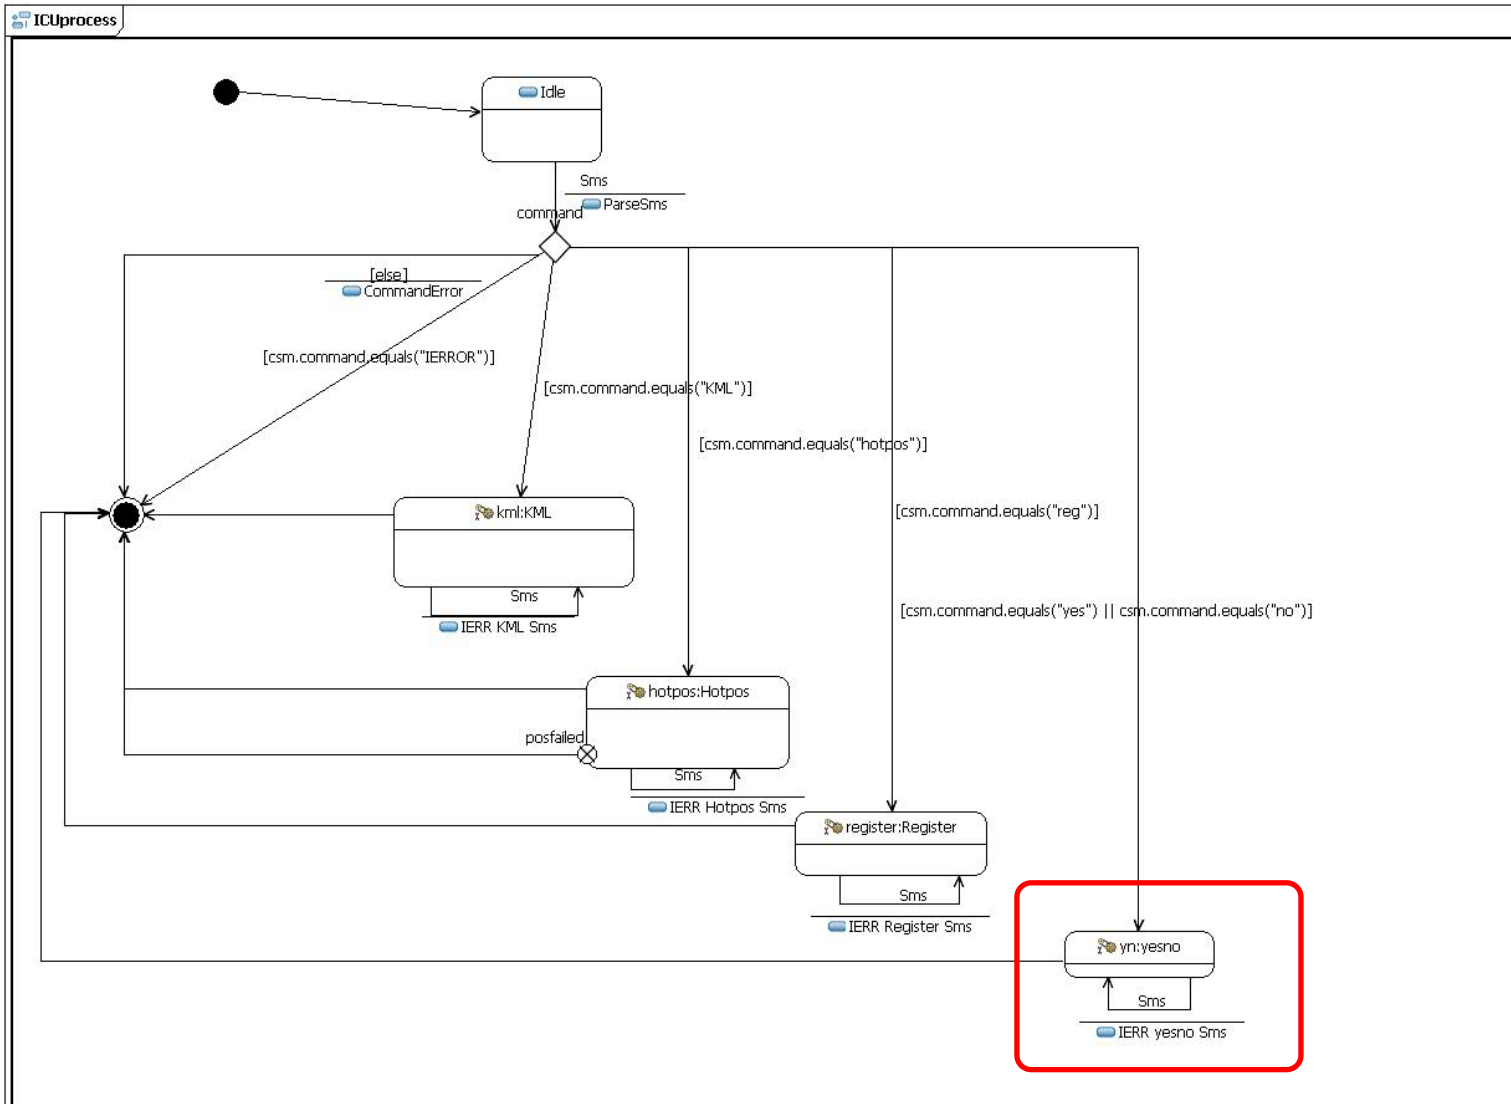 ICUprocess
Idle
Sms
ParseSms
command
[else]
CommandError
[csm.command.equals("IERROR")]
[csm.command.equals("KML")]
[csm.command.equals("hotpos")]
[csm.command.equals("reg")]
kml:KML
Sms
[csm.command.equals("yes") || csm.command.equals("no")]
IERR KML Sms
hotpos:Hotpos
posfailed
Sms
IERR Hotpos Sms
register:Register
Sms
IERR Register Sms
yn:yesno
Sms
IERR yesno Sms